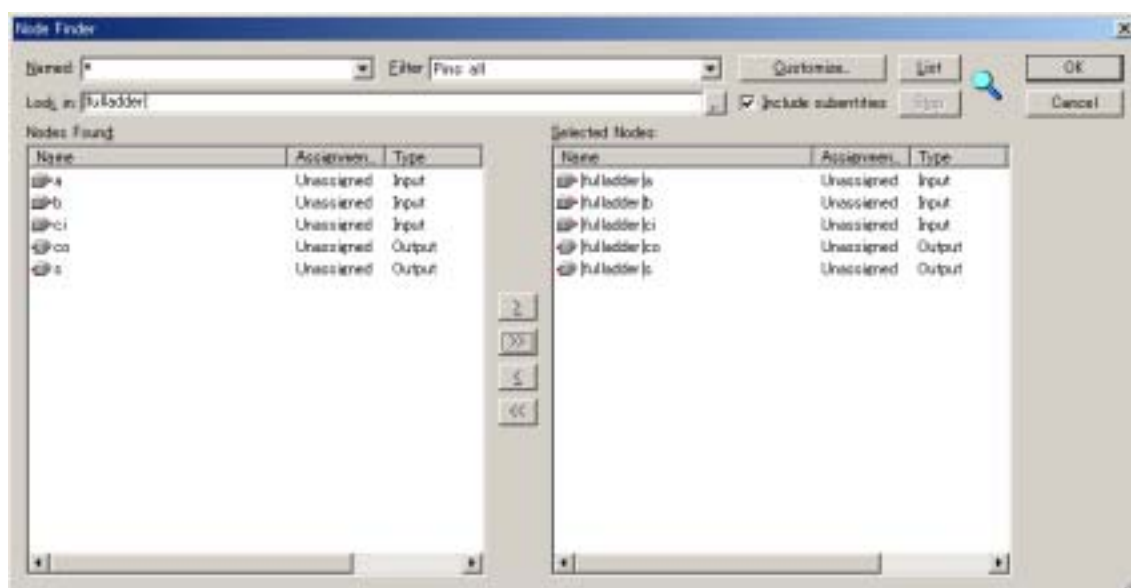 Node Finder
Named: * Filter: Pins: all Customize... List OK
Look in: |fulladder| ... Include subentities Stop Cancel
Nodes Found: Selected Nodes:
Name Assignmen... Type Name Assignmen... Type
a Unassigned Input |fulladder|a Unassigned Input
b Unassigned Input |fulladder|b Unassigned Input
ci Unassigned Input |fulladder|ci Unassigned Input
co Unassigned Output |fulladder|co Unassigned Output
s Unassigned Output |fulladder|s Unassigned Output
>
>>
<
<<